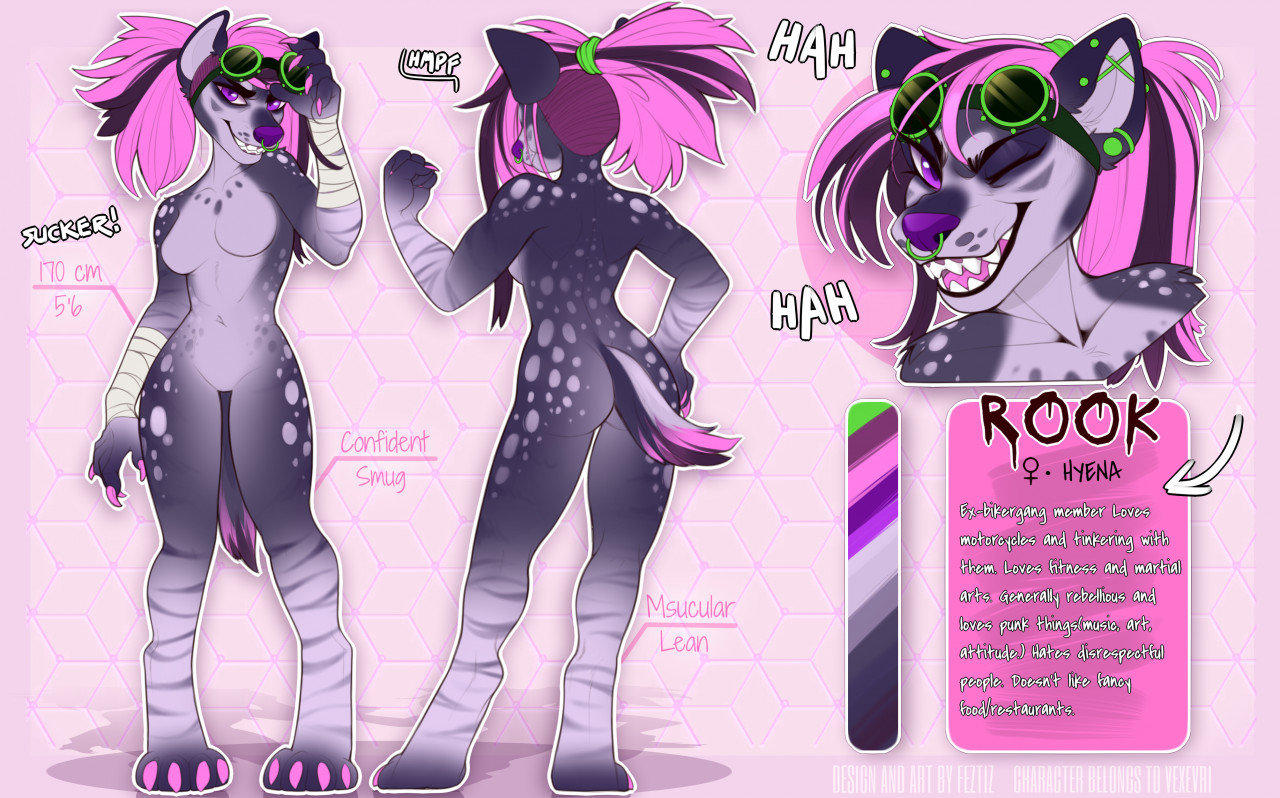 SUCKER!
170 cm
5'6
Confident
Smug
HMPF
Msucular
Lean
HAH
HAH
ROOK
♀ • HYENA
Ex-bikergang member Loves
motorcycles and tinkering with
them. Loves fitness and martial
arts. Generally rebellious and
loves punk things(music, art,
attitude.) Hates disrespectful
people. Doesn't like fancy
food/restaurants.
DESIGN AND ART BY FEZTIZ CHARACTER BELONGS TO VEXEVRI